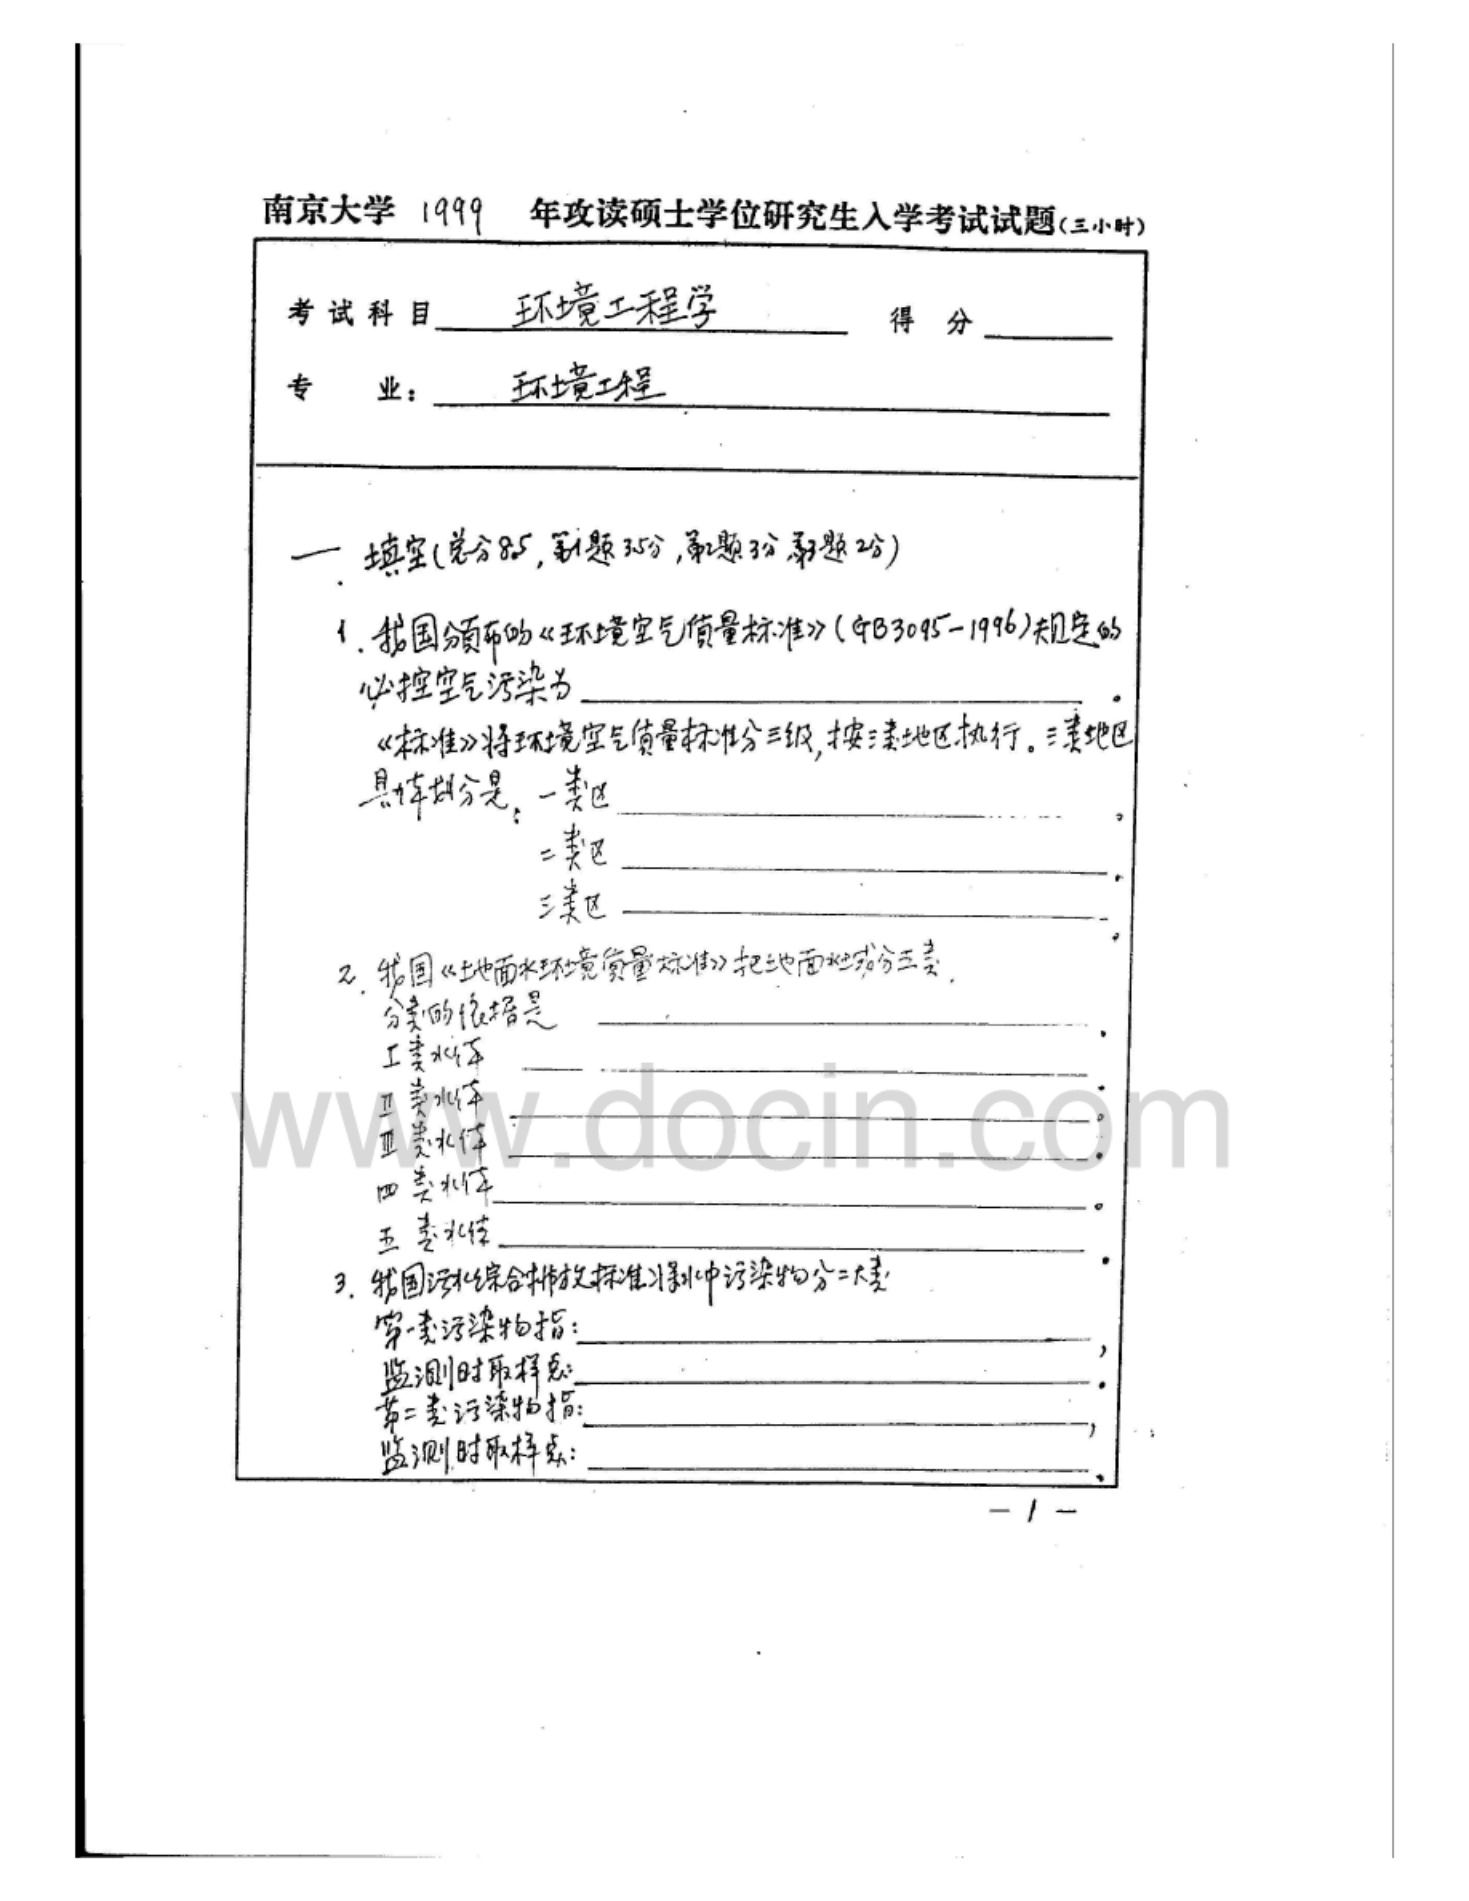 南京大学 1999 年攻读硕士学位研究生入学考试试题(三小时)
考试科目 环境工程学 得分
专业: 环境工程
一. 填空(总分8.5, 第1题3.5分, 第2题3分, 第3题2分)
1. 我国颁布的《环境空气质量标准》(GB3095-1996)规定的
必控空气污染为 。
《标准》将环境空气质量标准分三级,按三类地区执行。三类地区
具体划分是: 一类区 ,
二类区 ,
三类区 。
2. 我国《地面水环境质量标准》把地面水域分五类.
分类的依据是 .
I类水体 .
II类水体 。
III类水体 .
四类水体 。
五类水体 .
3. 我国污水综合排放标准将水中污染物分二大类
第一类污染物指: ,
监测时取样点: .
第二类污染物指: ,
监测时取样点: .
-1-
www.docin.com